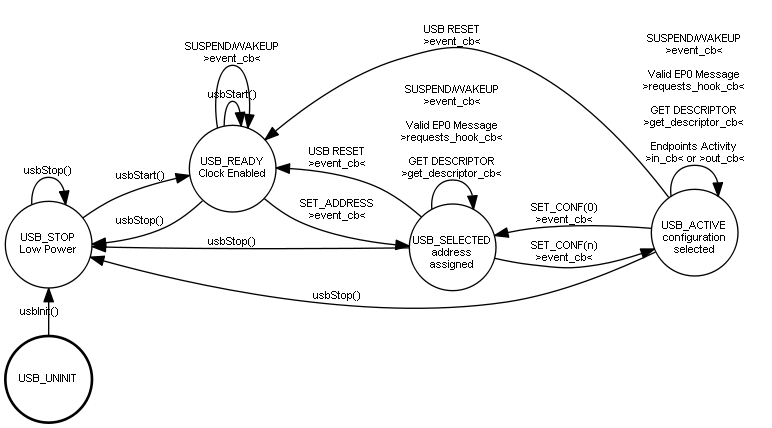 USB RESET
>event_cb<
SUSPEND/WAKEUP
>event_cb<
Valid EP0 Message
>requests_hook_cb<
GET DESCRIPTOR
>get_descriptor_cb<
Endpoints Activity
>in_cb< or >out_cb<
SUSPEND/WAKEUP
>event_cb<
usbStart()
SUSPEND/WAKEUP
>event_cb<
Valid EP0 Message
>requests_hook_cb<
GET DESCRIPTOR
>get_descriptor_cb<
USB RESET
>event_cb<
USB_READY
Clock Enabled
usbStop()
usbStart()
SET_ADDRESS
>event_cb<
usbStop()
SET_CONF(0)
>event_cb<
USB_STOP
Low Power
usbStop()
USB_SELECTED
address
assigned
SET_CONF(n)
>event_cb<
USB_ACTIVE
configuration
selected
usbStop()
usbInit()
USB_UNINIT